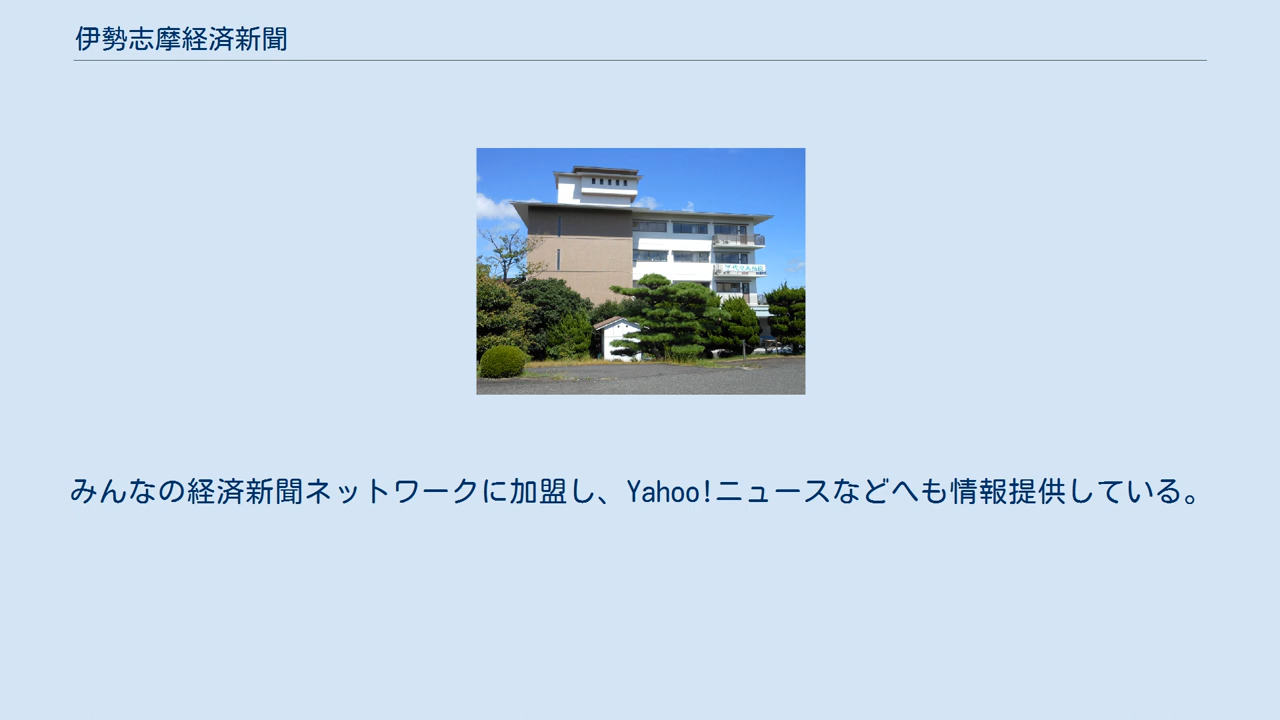 伊勢志摩経済新聞
みんなの経済新聞ネットワークに加盟し、Yahoo!ニュースなどへも情報提供している。